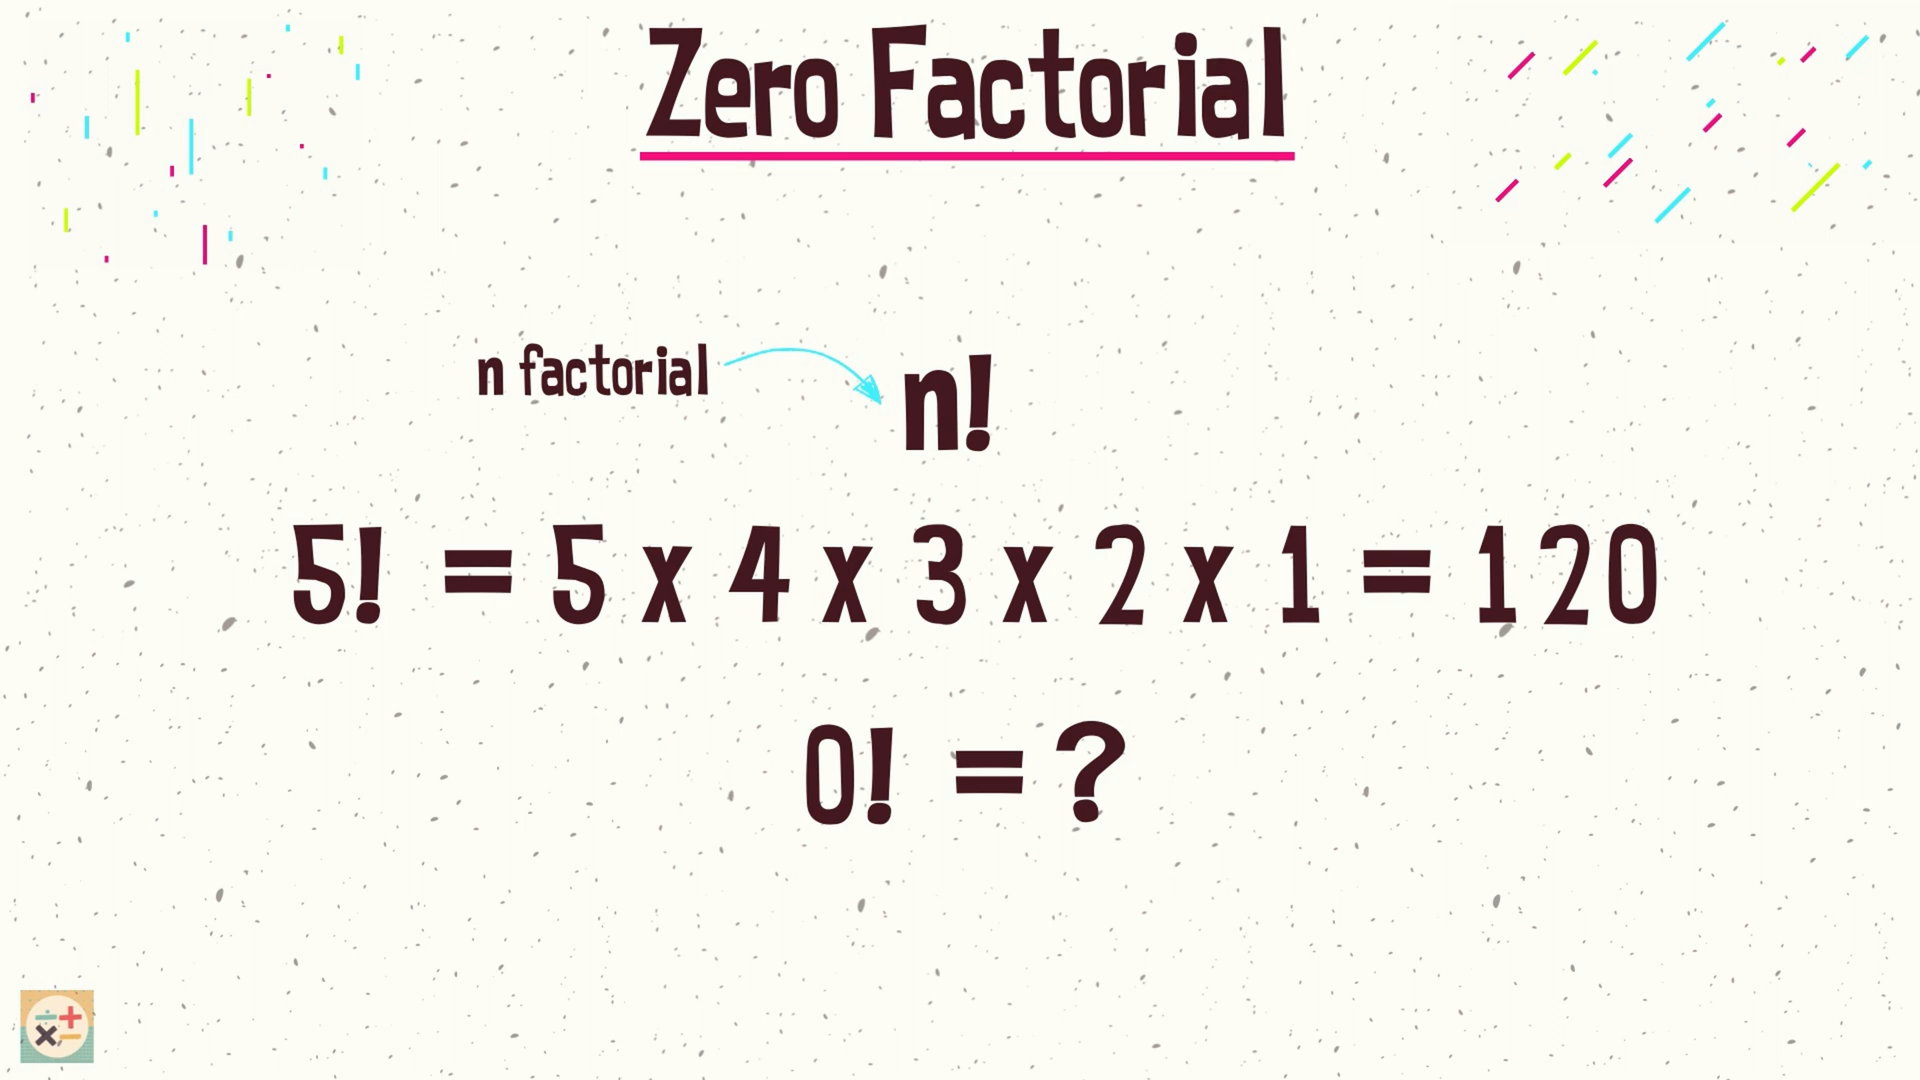 Zero Factorial
n factorial
n!
5! = 5 x 4 x 3 x 2 x 1 = 120
0! = ?